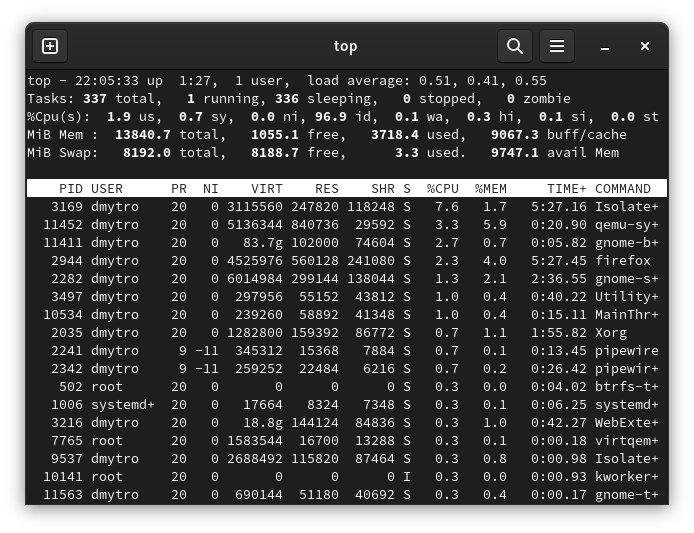 top
top - 22:05:33 up  1:27,  1 user,  load average: 0.51, 0.41, 0.55
Tasks: 337 total,   1 running, 336 sleeping,   0 stopped,   0 zombie
%Cpu(s):  1.9 us,  0.7 sy,  0.0 ni, 96.9 id,  0.1 wa,  0.3 hi,  0.1 si,  0.0 st
MiB Mem :  13840.7 total,   1055.1 free,   3718.4 used,   9067.3 buff/cache
MiB Swap:   8192.0 total,   8188.7 free,      3.3 used.   9747.1 avail Mem
PID USER      PR  NI    VIRT    RES    SHR S  %CPU  %MEM     TIME+ COMMAND
3169 dmytro    20   0 3115560 247820 118248 S   7.6   1.7   5:27.16 Isolate+
11452 dmytro    20   0 5136344 840736  29592 S   3.3   5.9   0:20.90 qemu-sy+
11411 dmytro    20   0   83.7g 102000  74604 S   2.7   0.7   0:05.82 gnome-b+
2944 dmytro    20   0 4525976 560128 241080 S   2.3   4.0   5:27.45 firefox
2282 dmytro    20   0 6014984 299144 138044 S   1.3   2.1   2:36.55 gnome-s+
3497 dmytro    20   0  297956  55152  43812 S   1.0   0.4   0:40.22 Utility+
10534 dmytro    20   0  239260  58892  41348 S   1.0   0.4   0:15.11 MainThr+
2035 dmytro    20   0 1282800 159392  86772 S   0.7   1.1   1:55.82 Xorg
2241 dmytro     9 -11  345312  15368   7884 S   0.7   0.1   0:13.45 pipewire
2342 dmytro     9 -11  259252  22484   6216 S   0.7   0.2   0:26.42 pipewir+
502 root      20   0       0      0      0 S   0.3   0.0   0:04.02 btrfs-t+
1006 systemd+  20   0   17664   8324   7348 S   0.3   0.1   0:06.25 systemd+
3216 dmytro    20   0   18.8g 144124  84836 S   0.3   1.0   0:42.27 WebExte+
7765 root      20   0 1583544  16700  13288 S   0.3   0.1   0:00.18 virtqem+
9537 dmytro    20   0 2688492 115820  87464 S   0.3   0.8   0:00.98 Isolate+
10141 root      20   0       0      0      0 I   0.3   0.0   0:00.93 kworker+
11563 dmytro    20   0  690144  51180  40692 S   0.3   0.4   0:00.17 gnome-t+